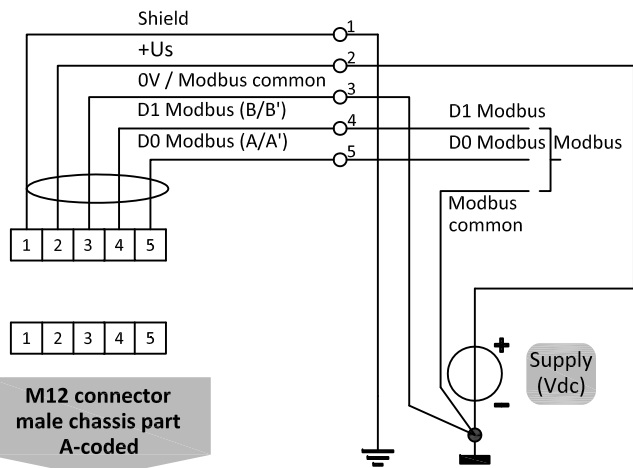 Shield
1
+Us
2
0V / Modbus common
3
D1 Modbus (B/B')
4
D1 Modbus
D0 Modbus (A/A')
5
D0 Modbus
Modbus
Modbus
common
1 2 3 4 5
1 2 3 4 5
+
Supply
(Vdc)
−
M12 connector
male chassis part
A-coded